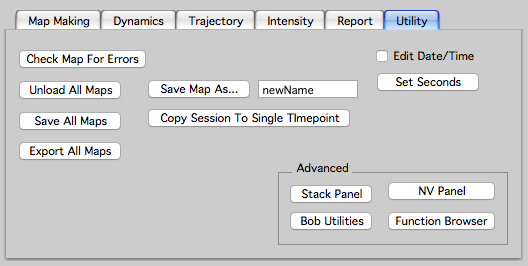 Map Making Dynamics Trajectory Intensity Report Utility
Check Map For Errors
Edit Date/Time
Unload All Maps
Save Map As...
newName
Set Seconds
Save All Maps
Copy Session To Single TImepoint
Export All Maps
Advanced
Stack Panel
NV Panel
Bob Utilities
Function Browser